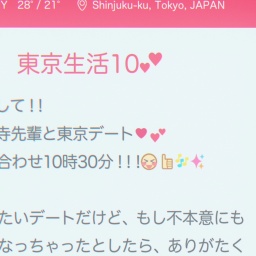 Y 28°/ 21° Shinjuku-ku, Tokyo, JAPAN
東京生活10💕
して!!
寺先輩と東京デート❤💕
合わせ10時30分!!!
たいデートだけど、もし不本意にも
なっちゃったとしたら、ありがたく